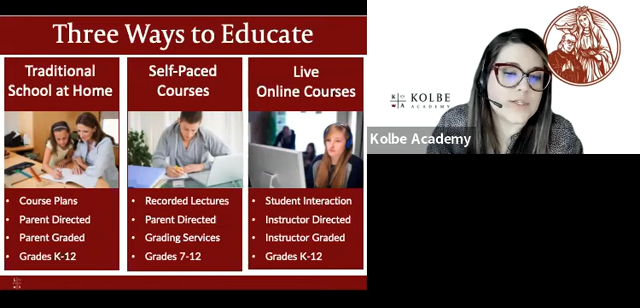 Three Ways to Educate
Traditional
School at Home
Course Plans
Parent Directed
Parent Graded
Grades K-12
Self-Paced
Courses
Recorded Lectures
Parent Directed
Grading Services
Grades 7-12
Live
Online Courses
Student Interaction
Instructor Directed
Instructor Graded
Grades K-12
KOLBE
ACADEMY
Kolbe Academy